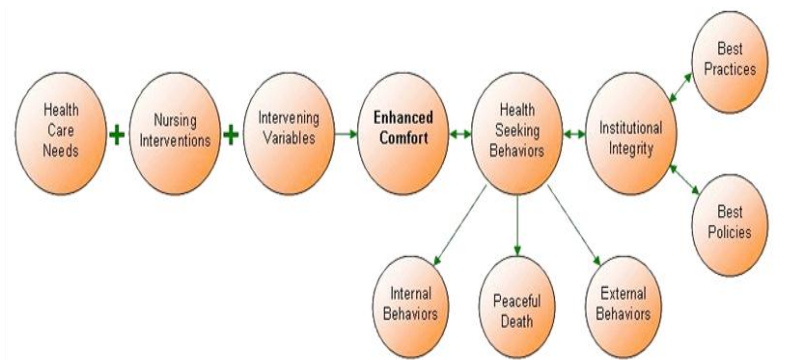 Health
Care
Needs
Nursing
Interventions
Intervening
Variables
Enhanced
Comfort
Health
Seeking
Behaviors
Institutional
Integrity
Best
Practices
Best
Policies
Internal
Behaviors
Peaceful
Death
External
Behaviors